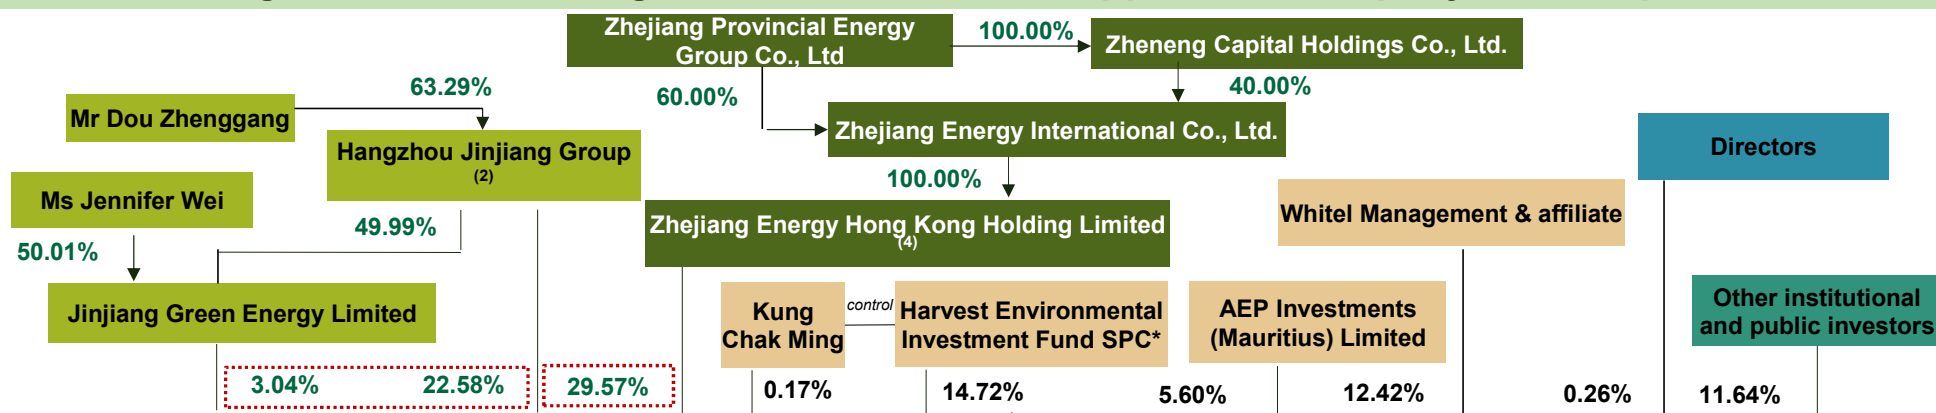 Zhejiang Provincial Energy
Group Co., Ltd
100.00%
Zheneng Capital Holdings Co., Ltd.
63.29%
60.00%
40.00%
Mr Dou Zhenggang
Zhejiang Energy International Co., Ltd.
Hangzhou Jinjiang Group
(2)
Directors
100.00%
Ms Jennifer Wei
49.99%
Zhejiang Energy Hong Kong Holding Limited
(4)
Whitel Management & affiliate
50.01%
Jinjiang Green Energy Limited
Kung
Chak Ming
control
Harvest Environmental
Investment Fund SPC*
AEP Investments
(Mauritius) Limited
Other institutional
and public investors
3.04%
22.58%
29.57%
0.17%
14.72%
5.60%
12.42%
0.26%
11.64%